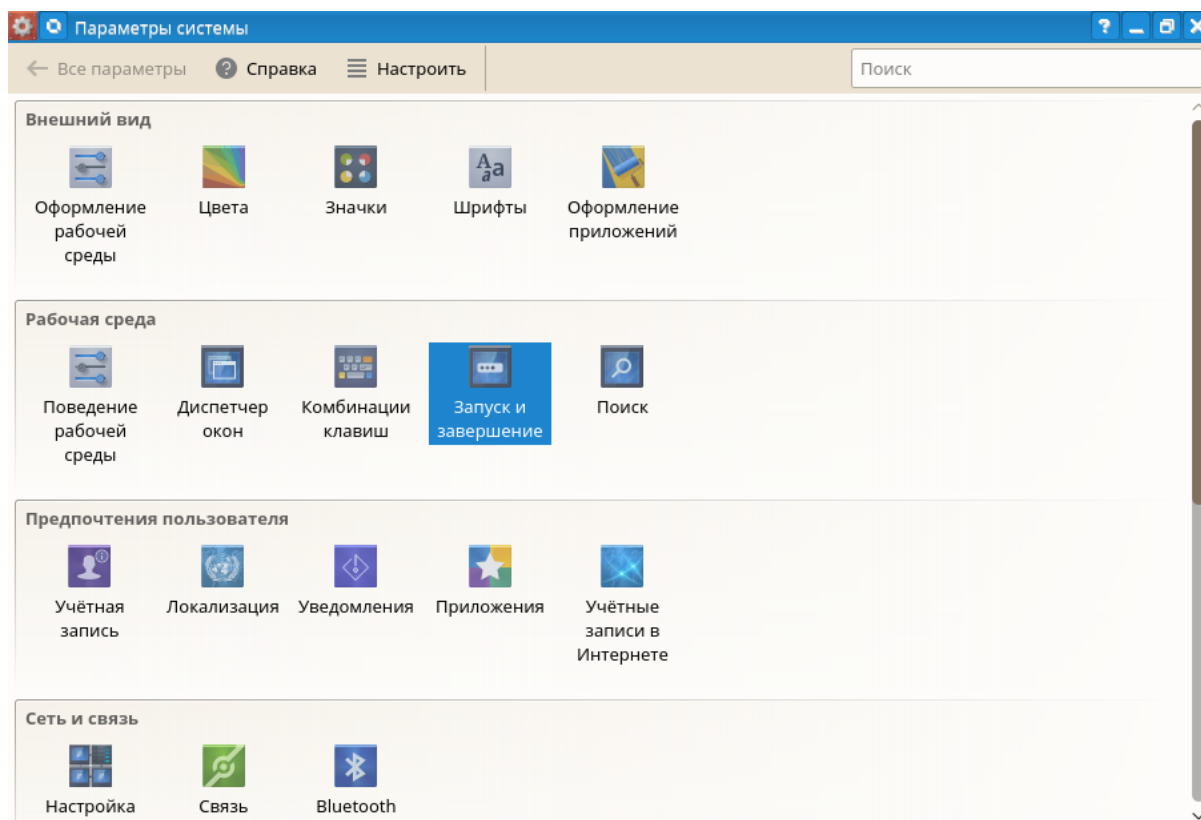 Параметры системы
Все параметры Справка Настроить Поиск
Внешний вид
Оформление Цвета Значки Шрифты Оформление
рабочей приложений
среды
Рабочая среда
Поведение Диспетчер Комбинации Запуск и Поиск
рабочей окон клавиш завершение
среды
Предпочтения пользователя
Учётная Локализация Уведомления Приложения Учётные
запись записи в
Интернете
Сеть и связь
Настройка Связь Bluetooth